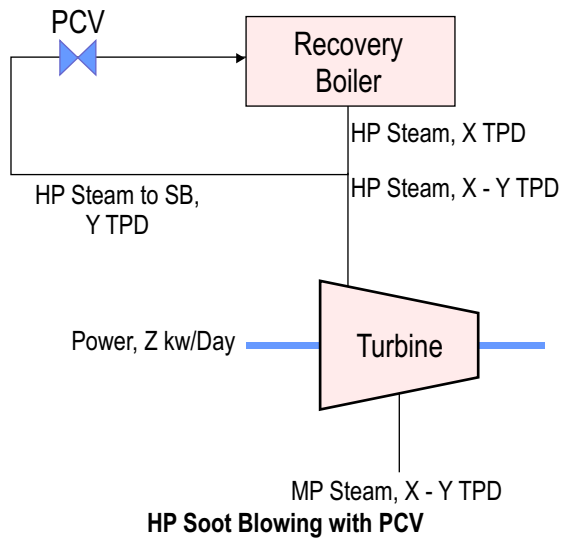 PCV
Recovery
Boiler
HP Steam, X TPD
HP Steam to SB,
Y TPD
HP Steam, X - Y TPD
Power, Z kw/Day
Turbine
MP Steam, X - Y TPD
HP Soot Blowing with PCV